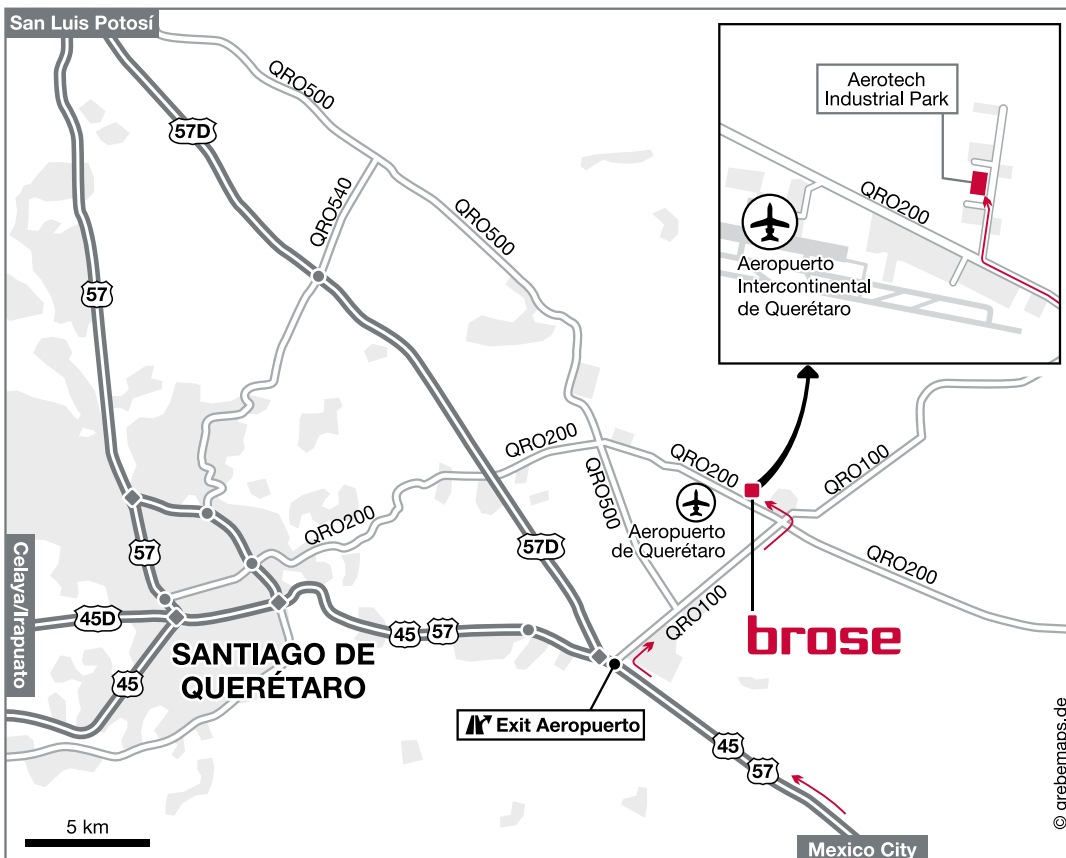 San Luis Potosí
QRO500
57D
QRO540
QRO500
57
Aerotech
Industrial Park
QRO200
Aeropuerto
Intercontinental
de Querétaro
QRO200
QRO200
QRO100
QRO500
Aeropuerto
de Querétaro
QRO200
57
57D
QRO200
Celaya/Irapuato
45D
45
57
QRO100
brose
SANTIAGO DE
QUERÉTARO
45
Exit Aeropuerto
45
57
5 km
Mexico City
© grebemaps.de